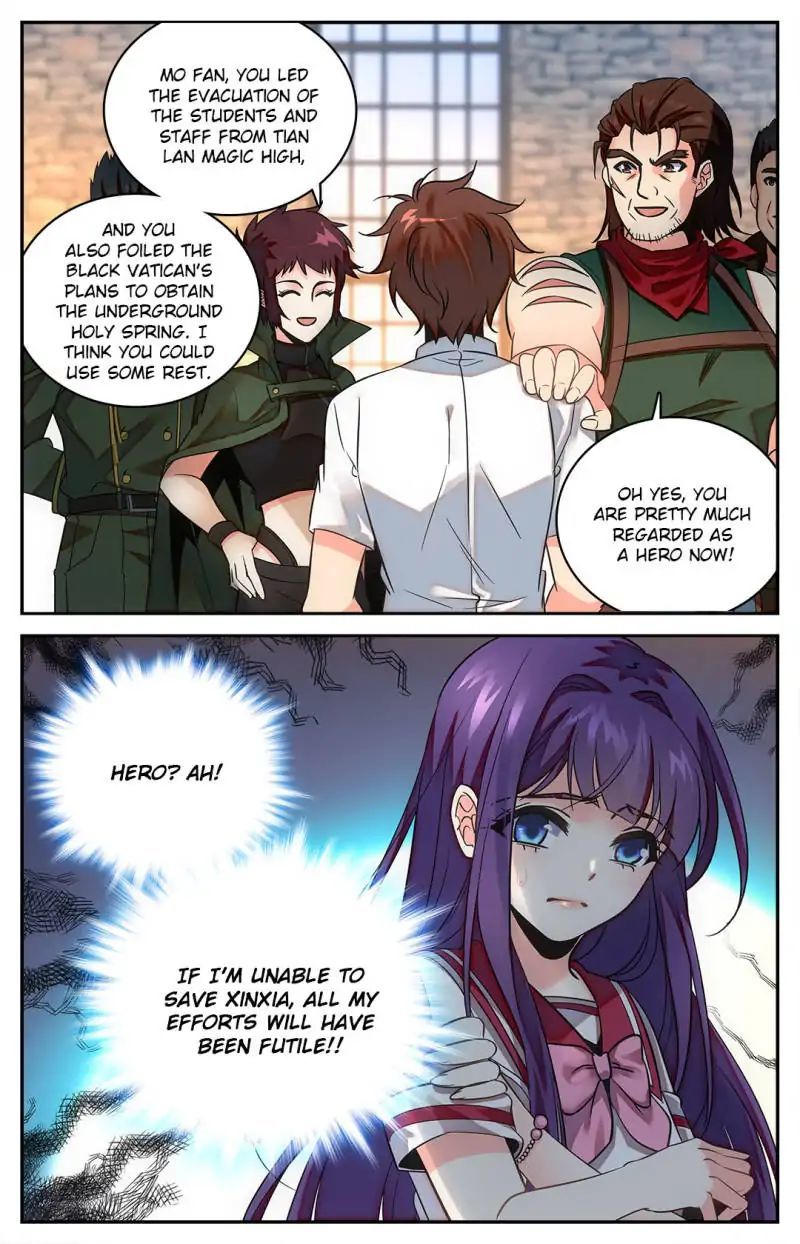 MO FAN, YOU LED
THE EVACUATION OF
THE STUDENTS AND
STAFF FROM TIAN
LAN MAGIC HIGH,
AND YOU
ALSO FOILED THE
BLACK VATICAN'S
PLANS TO OBTAIN
THE UNDERGROUND
HOLY SPRING. I
THINK YOU COULD
USE SOME REST.
OH YES, YOU
ARE PRETTY MUCH
REGARDED AS
A HERO NOW!
HERO? AH!
IF I'M UNABLE TO
SAVE XINXIA, ALL MY
EFFORTS WILL HAVE
BEEN FUTILE!!